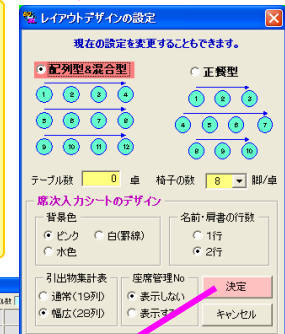 レイアウトデザインの設定
現在の設定を変更することもできます。
配列型&混合型
正餐型
1 2 3 4
5 6 7 8
9 10 11 12
1 2 3
4 5 6 7
8 9 10
テーブル数 0 卓 椅子の数 8 脚/卓
席次入力シートのデザイン
背景色
ピンク 白(罫線)
水色
名前・肩書の行数
1行
2行
引出物集計表
通常(19列)
幅広(28列)
座席管理No
表示しない
表示する
決定
キャンセル